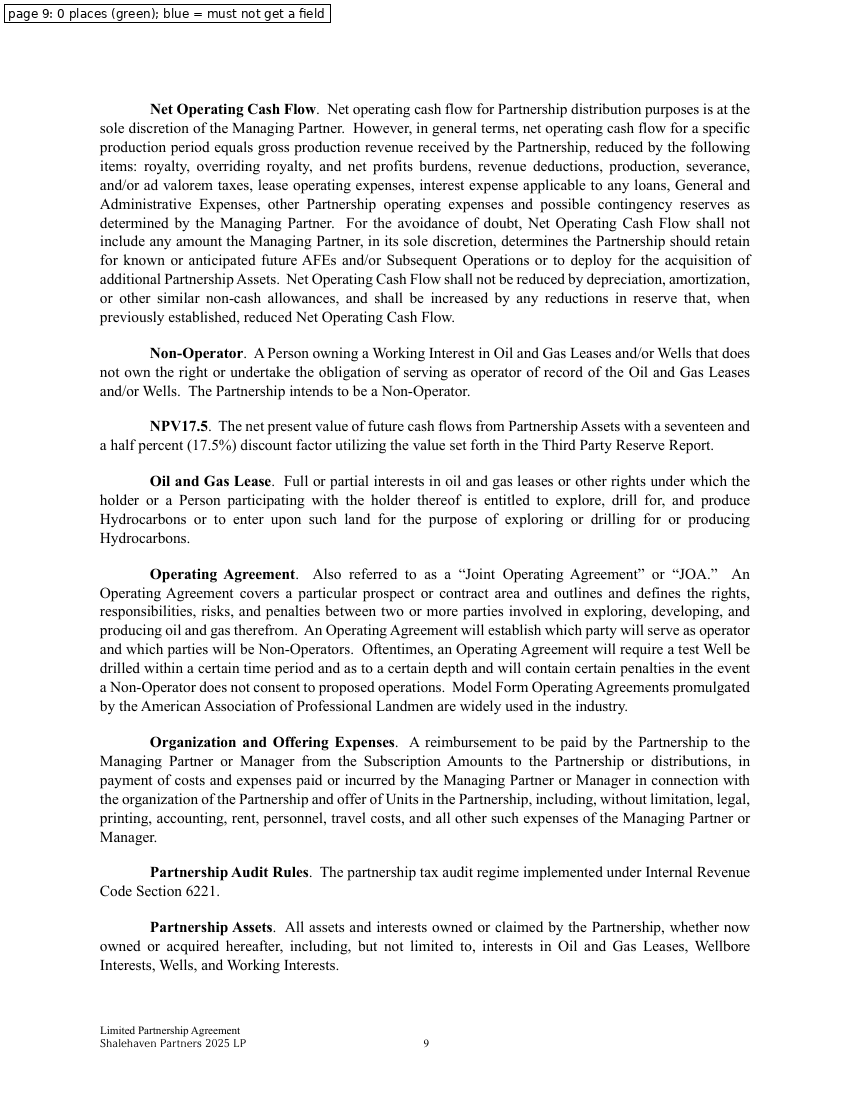 page 9: 0 places (green); blue = must not get a field
Net Operating Cash Flow.  Net operating cash flow for Partnership distribution purposes is at the
sole discretion of the Managing Partner.  However, in general terms, net operating cash flow for a specific
production period equals gross production revenue received by the Partnership, reduced by the following
items: royalty, overriding royalty, and net profits burdens, revenue deductions, production, severance,
and/or ad valorem taxes, lease operating expenses, interest expense applicable to any loans, General and
Administrative Expenses, other Partnership operating expenses and possible contingency reserves as
determined by the Managing Partner.  For the avoidance of doubt, Net Operating Cash Flow shall not
include any amount the Managing Partner, in its sole discretion, determines the Partnership should retain
for known or anticipated future AFEs and/or Subsequent Operations or to deploy for the acquisition of
additional Partnership Assets.  Net Operating Cash Flow shall not be reduced by depreciation, amortization,
or other similar non-cash allowances, and shall be increased by any reductions in reserve that, when
previously established, reduced Net Operating Cash Flow.
Non-Operator.  A Person owning a Working Interest in Oil and Gas Leases and/or Wells that does
not own the right or undertake the obligation of serving as operator of record of the Oil and Gas Leases
and/or Wells.  The Partnership intends to be a Non-Operator.
NPV17.5.  The net present value of future cash flows from Partnership Assets with a seventeen and
a half percent (17.5%) discount factor utilizing the value set forth in the Third Party Reserve Report.
Oil and Gas Lease.  Full or partial interests in oil and gas leases or other rights under which the
holder or a Person participating with the holder thereof is entitled to explore, drill for, and produce
Hydrocarbons or to enter upon such land for the purpose of exploring or drilling for or producing
Hydrocarbons.
Operating Agreement.  Also referred to as a “Joint Operating Agreement” or “JOA.”  An
Operating Agreement covers a particular prospect or contract area and outlines and defines the rights,
responsibilities, risks, and penalties between two or more parties involved in exploring, developing, and
producing oil and gas therefrom.  An Operating Agreement will establish which party will serve as operator
and which parties will be Non-Operators.  Oftentimes, an Operating Agreement will require a test Well be
drilled within a certain time period and as to a certain depth and will contain certain penalties in the event
a Non-Operator does not consent to proposed operations.  Model Form Operating Agreements promulgated
by the American Association of Professional Landmen are widely used in the industry.
Organization and Offering Expenses.  A reimbursement to be paid by the Partnership to the
Managing Partner or Manager from the Subscription Amounts to the Partnership or distributions, in
payment of costs and expenses paid or incurred by the Managing Partner or Manager in connection with
the organization of the Partnership and offer of Units in the Partnership, including, without limitation, legal,
printing, accounting, rent, personnel, travel costs, and all other such expenses of the Managing Partner or
Manager.
Partnership Audit Rules.  The partnership tax audit regime implemented under Internal Revenue
Code Section 6221.
Partnership Assets.  All assets and interests owned or claimed by the Partnership, whether now
owned or acquired hereafter, including, but not limited to, interests in Oil and Gas Leases, Wellbore
Interests, Wells, and Working Interests.
Limited Partnership Agreement
Shalehaven Partners 2025 LP 9